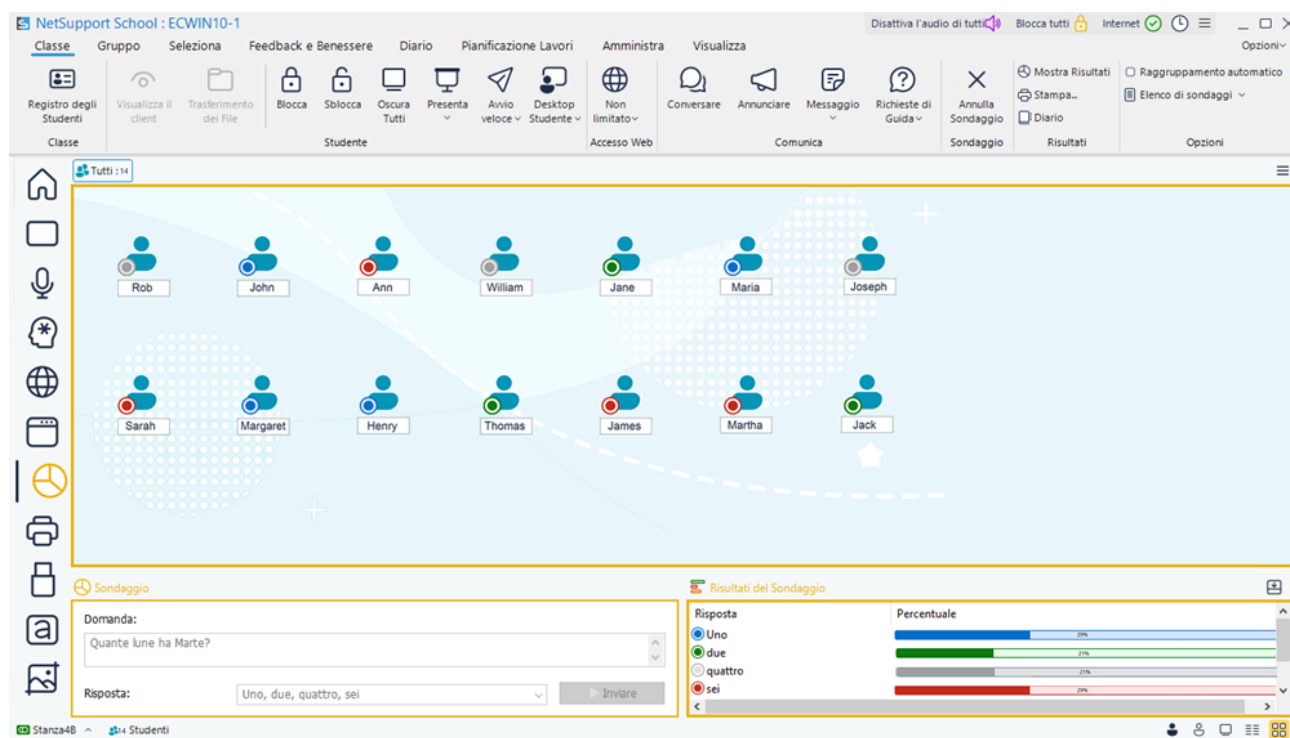 NetSupport School : ECWIN10-1
Disattiva l'audio di tutti Blocca tutti Internet
Classe Gruppo Seleziona Feedback e Benessere Diario Pianificazione Lavori Amministra Visualizza
Opzioni
Registro degli Studenti
Visualizza il client
Trasferimento dei File
Blocca
Sblocca
Oscura Tutti
Presenta
Avvio veloce
Desktop Studente
Non limitato
Conversare
Annunciare
Messaggio
Richieste di Guida
Annulla Sondaggio
Mostra Risultati
Stampa...
Diario
Raggruppamento automatico
Elenco di sondaggi
Classe Studente Accesso Web Comunica Sondaggio Risultati Opzioni
Tutti : 14
Rob John Ann William Jane Maria Joseph
Sarah Margaret Henry Thomas James Martha Jack
Sondaggio
Domanda:
Quante lune ha Marte?
Risposta: Uno, due, quattro, sei Inviare
Risultati del Sondaggio
Risposta Percentuale
Uno 29%
due 21%
quattro 21%
sei 29%
Stanza4B 14 Studenti